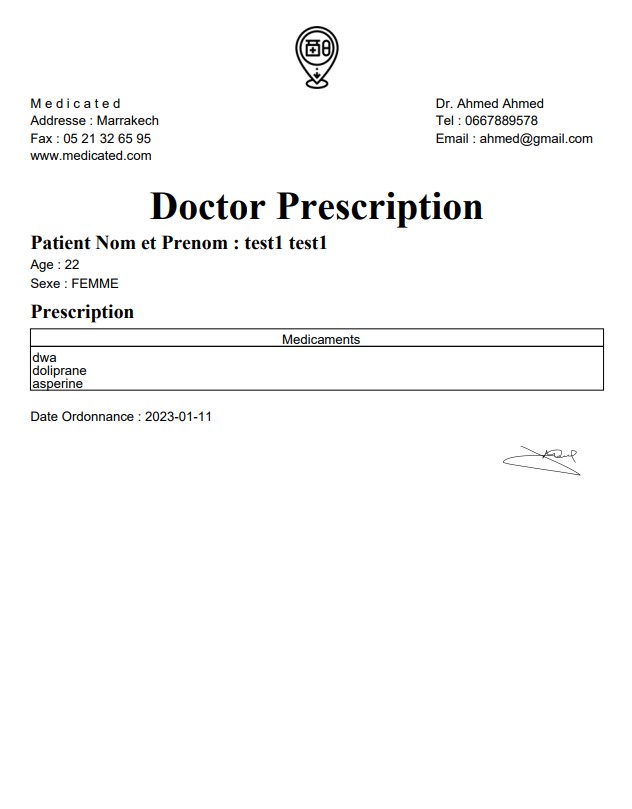 Medicated
Addresse : Marrakech
Fax : 05 21 32 65 95
www.medicated.com
Dr. Ahmed Ahmed
Tel : 0667889578
Email : ahmed@gmail.com
Doctor Prescription
Patient Nom et Prenom : test1 test1
Age : 22
Sexe : FEMME
Prescription
Medicaments
dwa
doliprane
asperine
Date Ordonnance : 2023-01-11